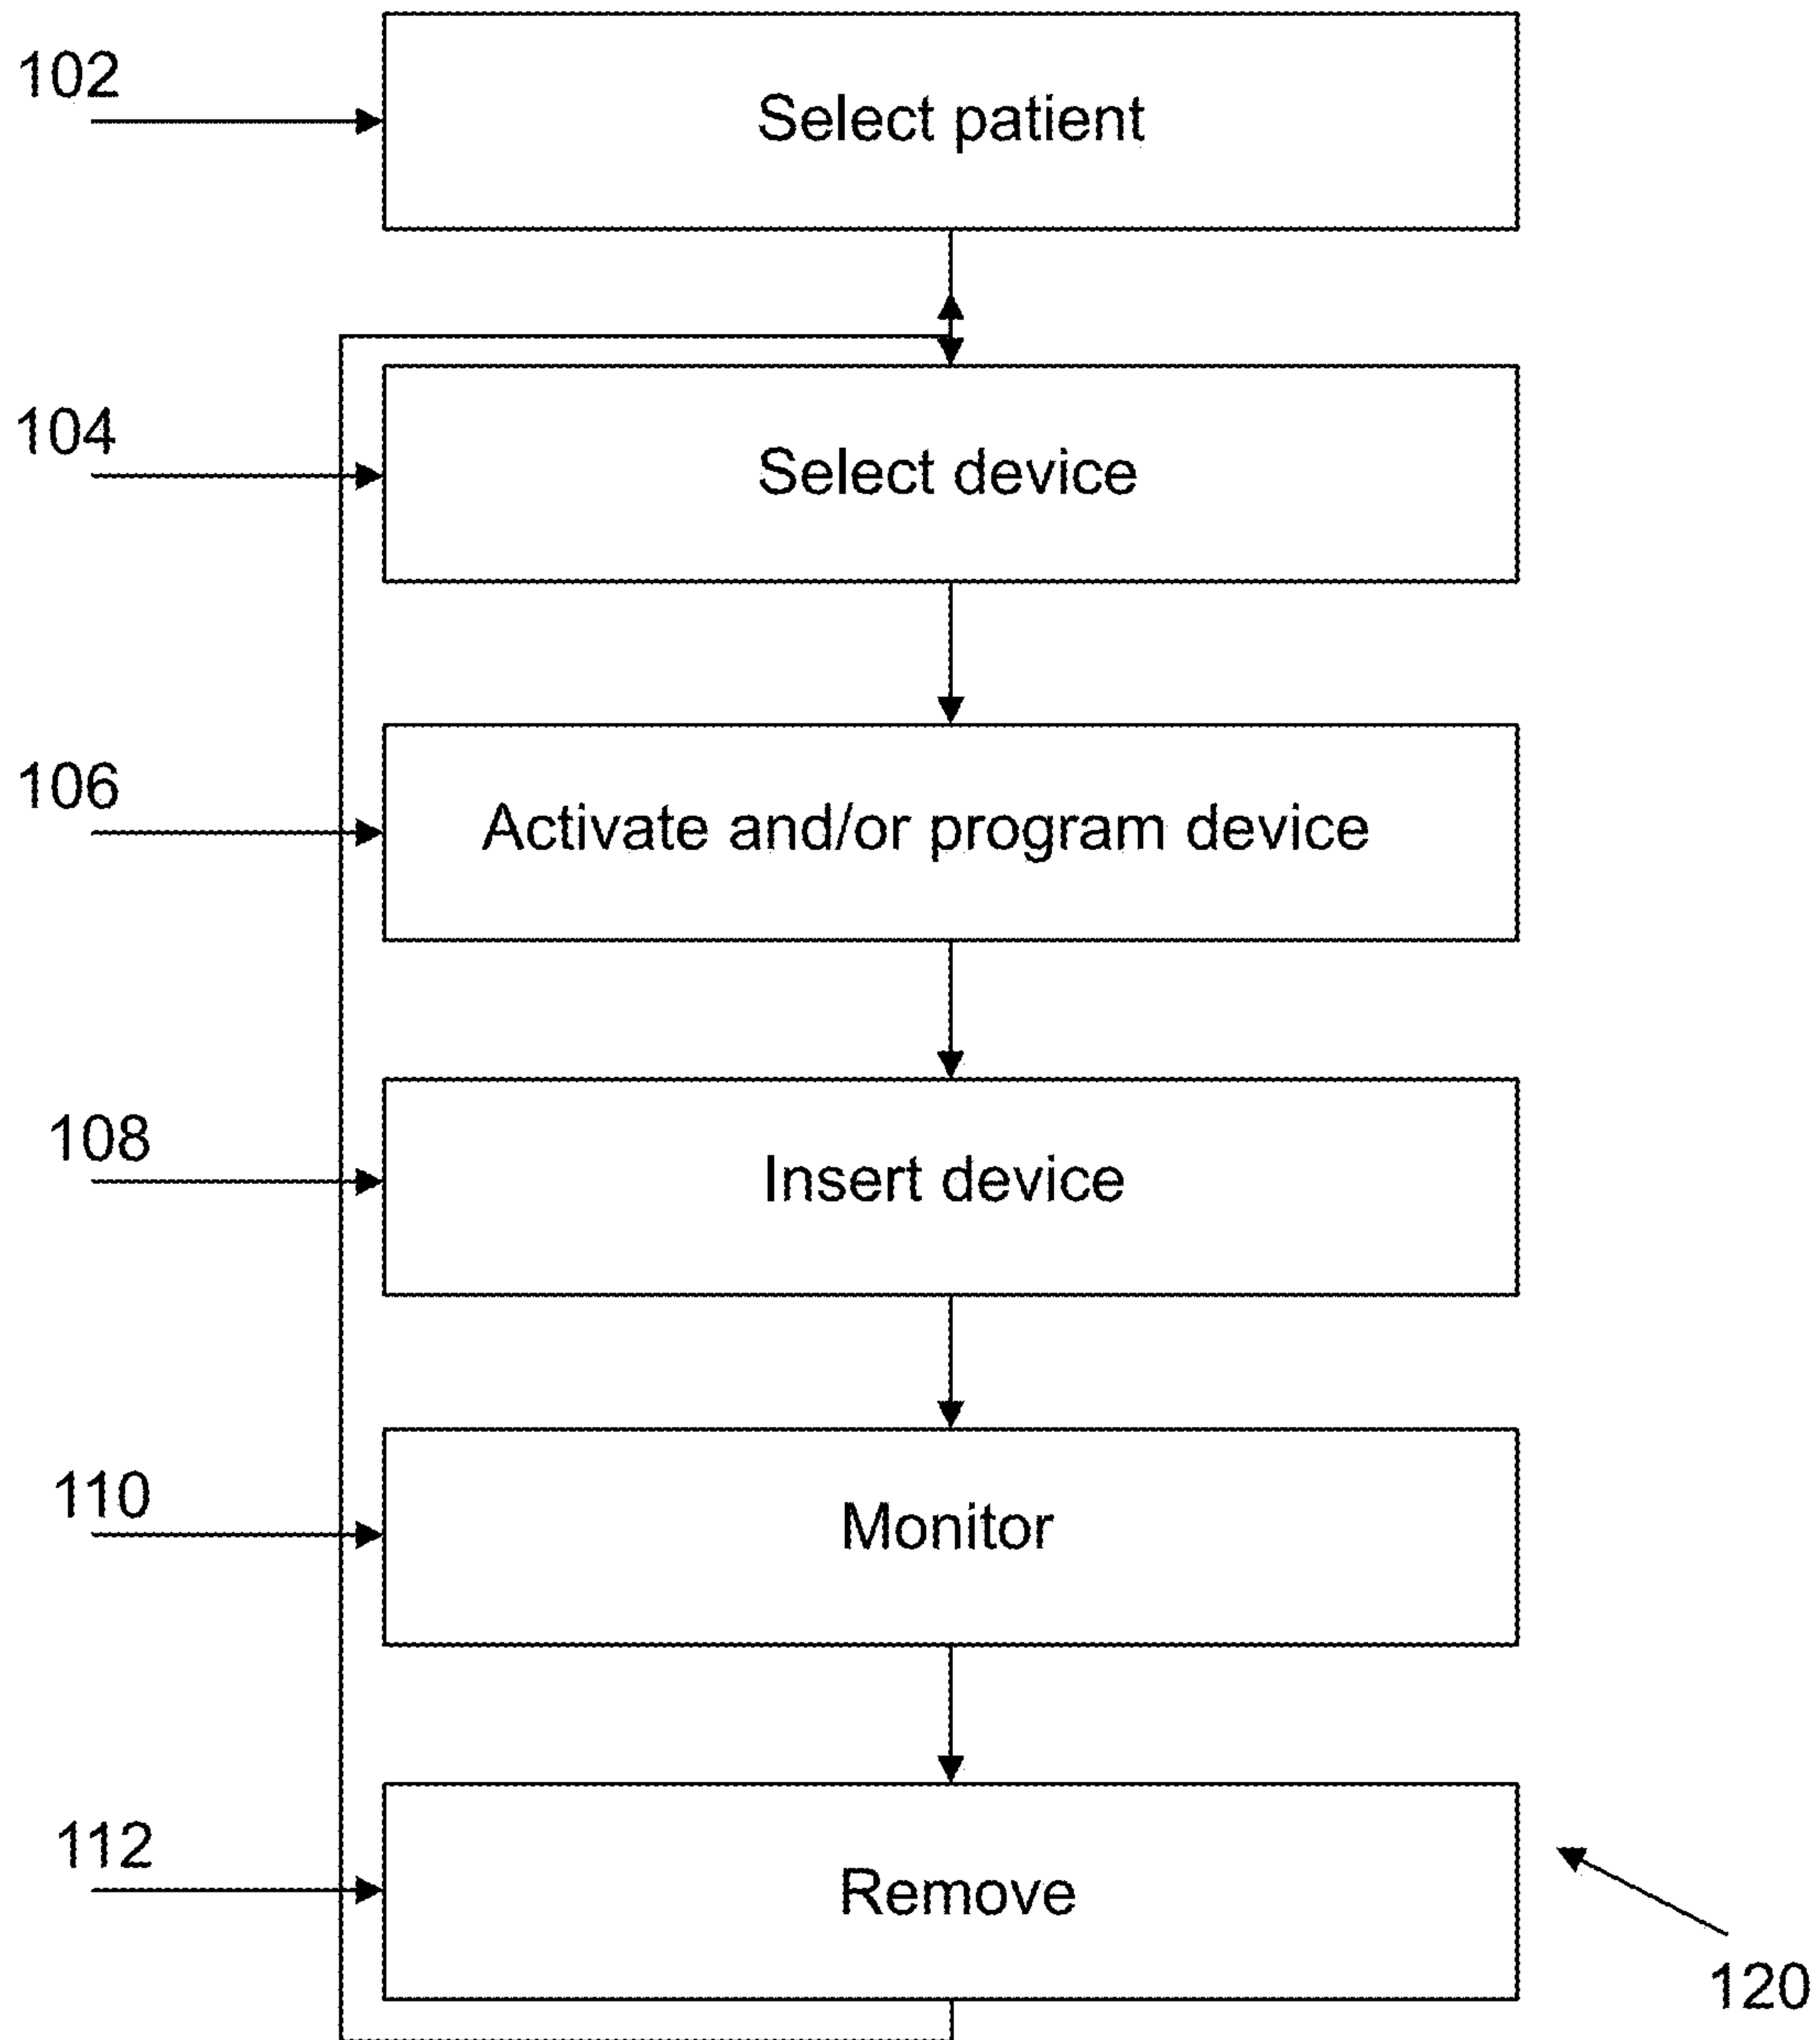 102
Select patient
104
Select device
106
Activate and/or program device
108
Insert device
110
Monitor
112
Remove
120